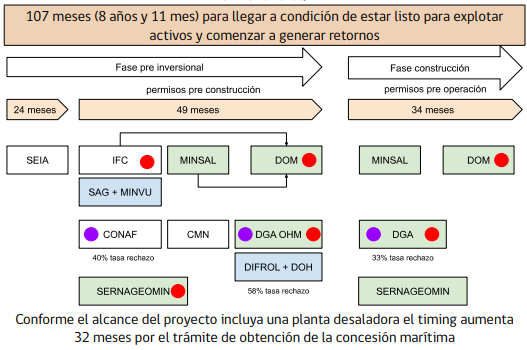 107 meses (8 años y 11 mes) para llegar a condición de estar listo para explotar
activos y comenzar a generar retornos
Fase pre inversional
Fase construcción
permisos pre construcción
permisos pre operación
24 meses
49 meses
34 meses
SEIA
IFC
MINSAL
DOM
MINSAL
DOM
SAG + MINVU
CONAF
CMN
DGA OHM
DGA
40% tasa rechazo
DIFROL + DOH
33% tasa rechazo
58% tasa rechazo
SERNAGEOMIN
SERNAGEOMIN
Conforme el alcance del proyecto incluya una planta desaladora el timing aumenta
32 meses por el trámite de obtención de la concesión marítima